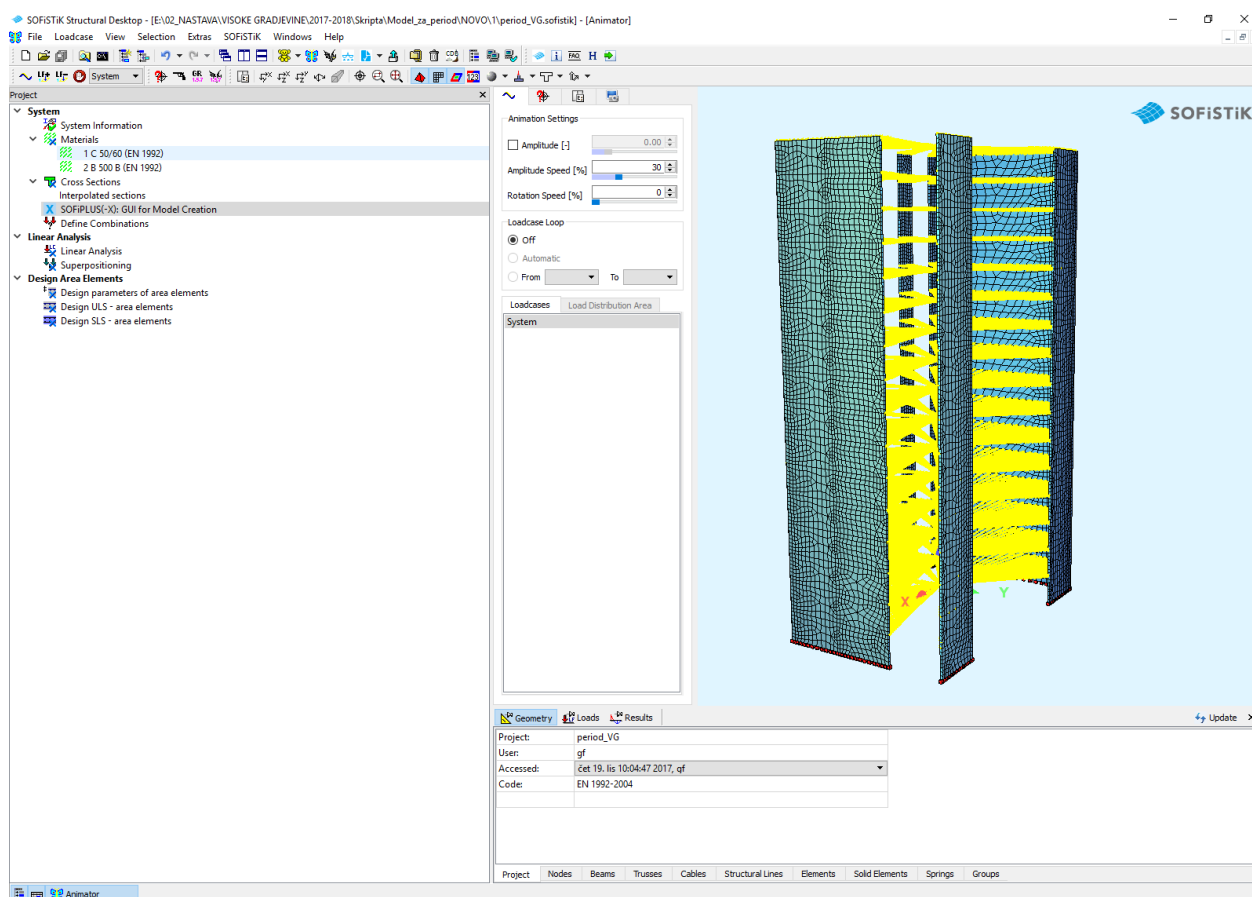 SOFiSTiK Structural Desktop - [E:\02_NASTAVA\VISOKE GRADJEVINE\2017-2018\Skripta\Model_za_period\NOVO\1\period_VG.sofistik] - [Animator]
File Loadcase View Selection Extras SOFiSTiK Windows Help
System
Project
System
System Information
Materials
1 C 50/60 (EN 1992)
2 B 500 B (EN 1992)
Cross Sections
Interpolated sections
SOFiPLUS(-X): GUI for Model Creation
Define Combinations
Linear Analysis
Linear Analysis
Superpositioning
Design Area Elements
Design parameters of area elements
Design ULS - area elements
Design SLS - area elements
Animation Settings
Amplitude [-] 0.00
Amplitude Speed [%] 30
Rotation Speed [%] 0
Loadcase Loop
Off
Automatic
From To
Loadcases Load Distribution Area
System
SOFiSTiK
X Y
Geometry Loads Results Update
Project: period_VG
User: gf
Accessed: čet 19. lis 10:04:47 2017, gf
Code: EN 1992-2004
Project Nodes Beams Trusses Cables Structural Lines Elements Solid Elements Springs Groups
Animator